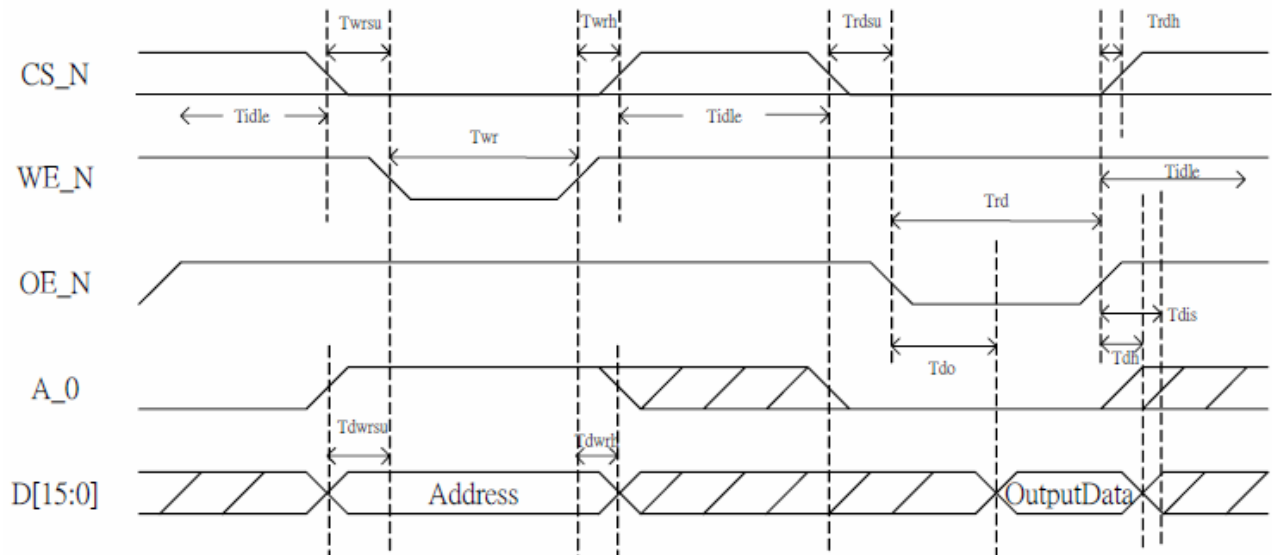 Twrsu Twrh Trdsu Trdh
CS_N
Tidle Tidle
Twr
WE_N
Tidle
Trd
OE_N
Tdis
Tdo Tdh
A_0
Tdwrsu Tdwrh
D[15:0] Address OutputData